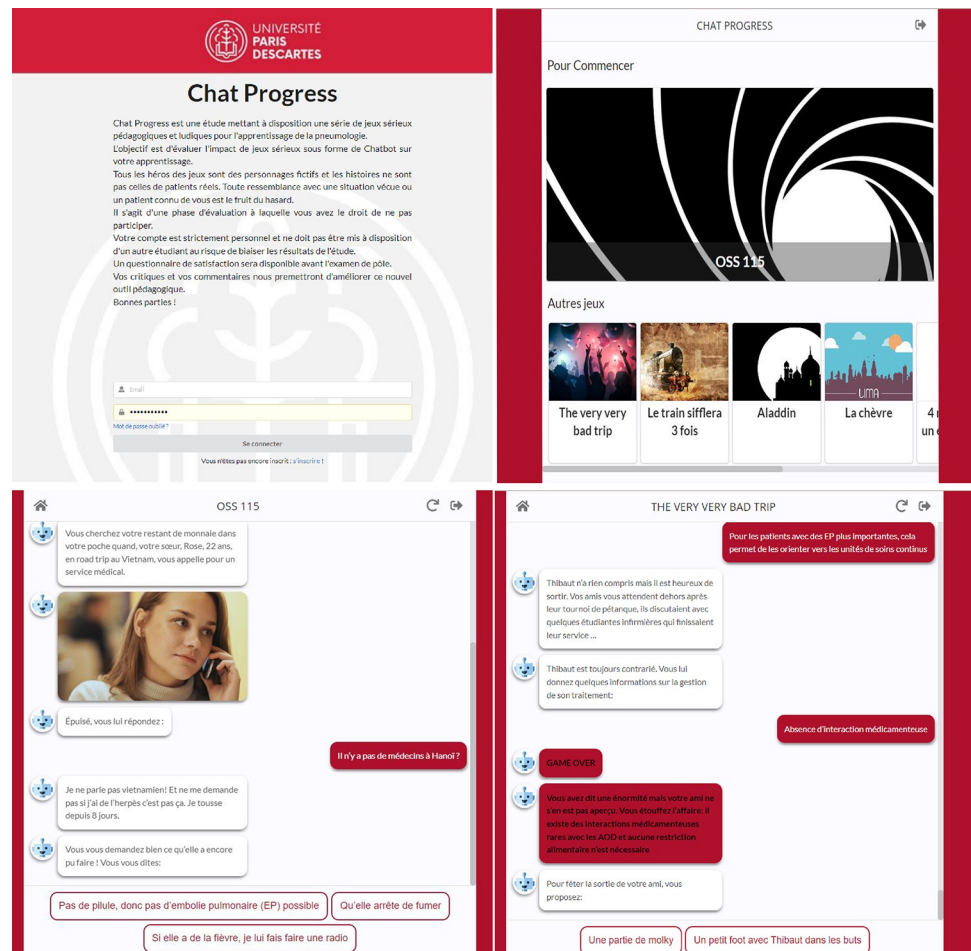 UNIVERSITÉ
PARIS
DESCARTES
Chat Progress
Chat Progress est une étude mettant à disposition une série de jeux sérieux
pédagogiques et ludiques pour l'apprentissage de la pneumologie.
L'objectif est d'évaluer l'impact de jeux sérieux sous forme de Chatbot sur
votre apprentissage.
Tous les héros des jeux sont des personnages fictifs et les histoires ne sont
pas celles de patients réels. Toute ressemblance avec une situation vécue ou
un patient connu de vous est le fruit du hasard.
Il s'agit d'une phase d'évaluation à laquelle vous avez le droit de ne pas
participer.
Votre compte est strictement personnel et ne doit pas être mis à disposition
d'un autre étudiant au risque de biaiser les résultats de l'étude.
Un questionnaire de satisfaction sera disponible avant l'examen de pôle.
Vos critiques et vos commentaires nous premettront d'améliorer ce nouvel
outil pédagogique.
Bonnes parties !
Email
Mot de passe oublié ?
Se connecter
Vous n'êtes pas encore inscrit : s'inscrire !
CHAT PROGRESS
Pour Commencer
OSS 115
Autres jeux
LIMA
The very very
bad trip
Le train sifflera
3 fois
Aladdin
La chèvre
4
un
OSS 115
Vous cherchez votre restant de monnaie dans
votre poche quand, votre sœur, Rose, 22 ans,
en road trip au Vietnam, vous appelle pour un
service médical.
Épuisé, vous lui répondez :
Il n'y a pas de médecins à Hanoï ?
Je ne parle pas vietnamien! Et ne me demande
pas si j'ai de l'herpès c'est pas ça. Je tousse
depuis 8 jours.
Vous vous demandez bien ce qu'elle a encore
pu faire ! Vous vous dites:
Pas de pilule, donc pas d'embolie pulmonaire (EP) possible
Qu'elle arrête de fumer
Si elle a de la fièvre, je lui fais faire une radio
THE VERY VERY BAD TRIP
Pour les patients avec des EP plus importantes, cela
permet de les orienter vers les unités de soins continus
Thibaut n'a rien compris mais il est heureux de
sortir. Vos amis vous attendent dehors après
leur tournoi de pétanque, ils discutaient avec
quelques étudiantes infirmières qui finissaient
leur service ...
Thibaut est toujours contrarié. Vous lui
donnez quelques informations sur la gestion
de son traitement:
Absence d'interaction médicamenteuse
GAME OVER
Vous avez dit une énormité mais votre ami ne
s'en est pas aperçu. Vous étouffez l'affaire: il
existe des interactions médicamenteuses
rares avec les AOD et aucune restriction
alimentaire n'est nécessaire
Pour fêter la sortie de votre ami, vous
proposez:
Une partie de molky
Un petit foot avec Thibaut dans les buts